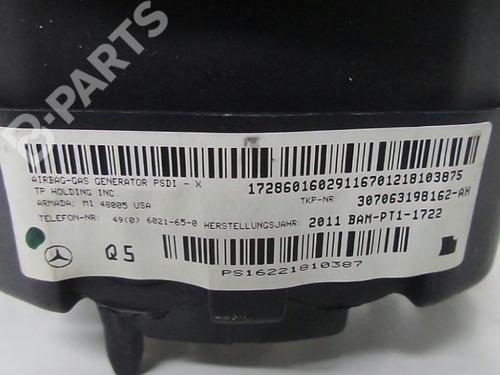 B-PARTS
AIRBAG-GAS GENERATOR PSDI - X
TP HOLDING INC.
ARMADA; MI 48005 USA
TELEFON-NR: 49(0) 6021-65-0
17286016029116701218103875
TKP-NR: 307063198162-AH
HERSTELLUNGSJAHR: 2011 BAM-PT1-1722
Q5
PS16221810387